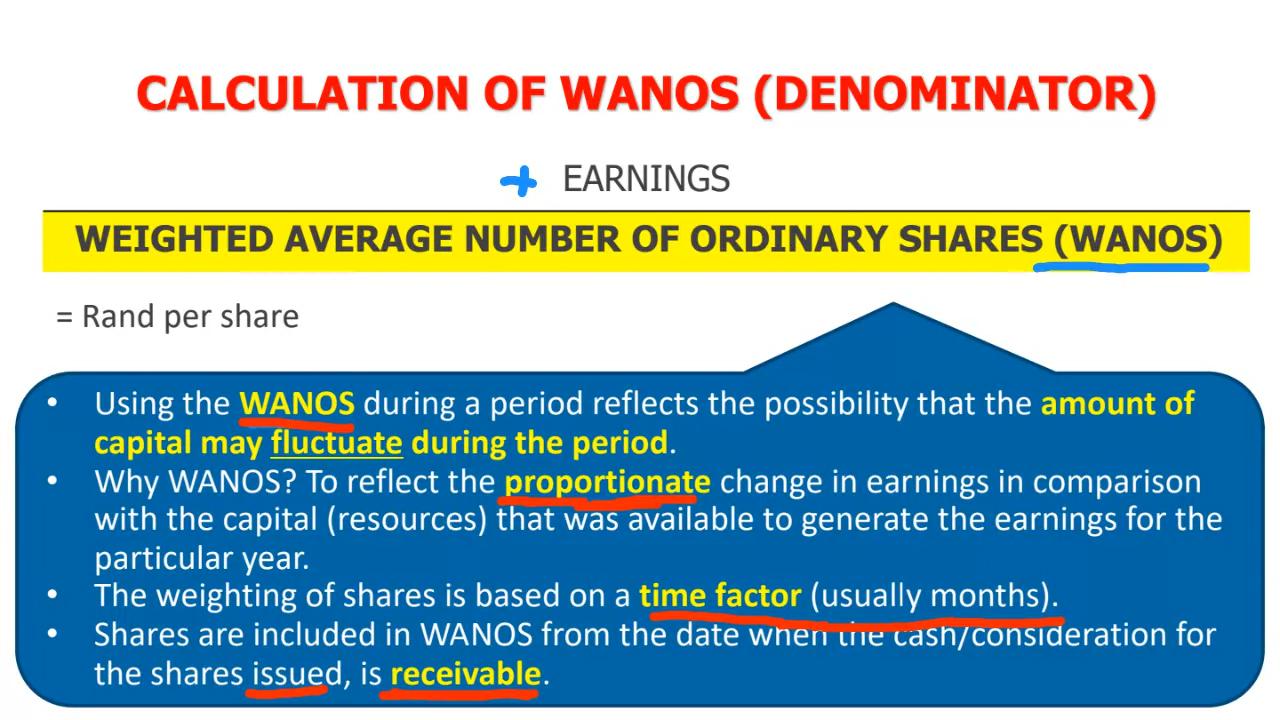 CALCULATION OF WANOS (DENOMINATOR)
+ EARNINGS
WEIGHTED AVERAGE NUMBER OF ORDINARY SHARES (WANOS)
= Rand per share
• Using the WANOS during a period reflects the possibility that the amount of
capital may fluctuate during the period.
• Why WANOS? To reflect the proportionate change in earnings in comparison
with the capital (resources) that was available to generate the earnings for the
particular year.
• The weighting of shares is based on a time factor (usually months).
• Shares are included in WANOS from the date when the cash/consideration for
the shares issued, is receivable.